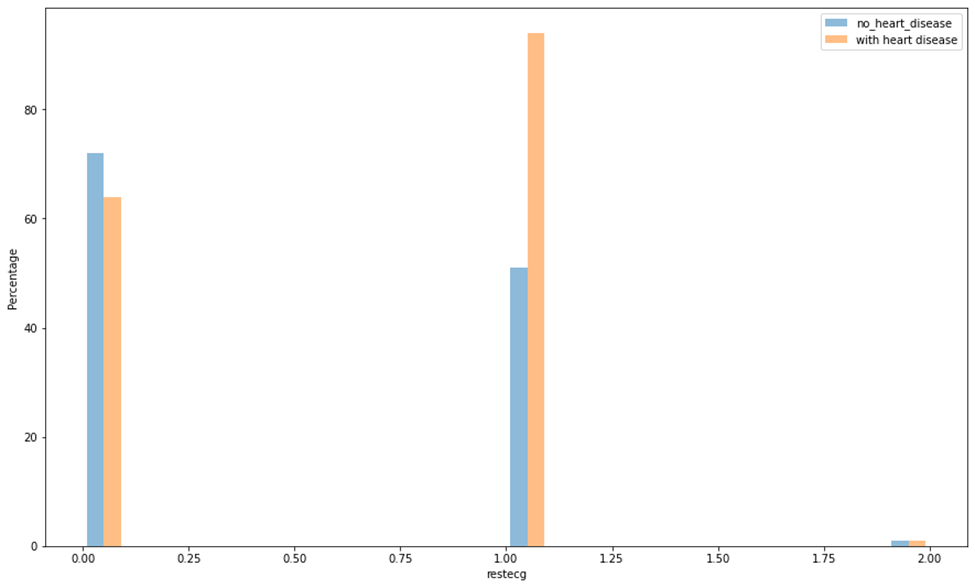 no_heart_disease
with heart disease
Percentage
80
60
40
20
0
0.00 0.25 0.50 0.75 1.00 1.25 1.50 1.75 2.00
restecg